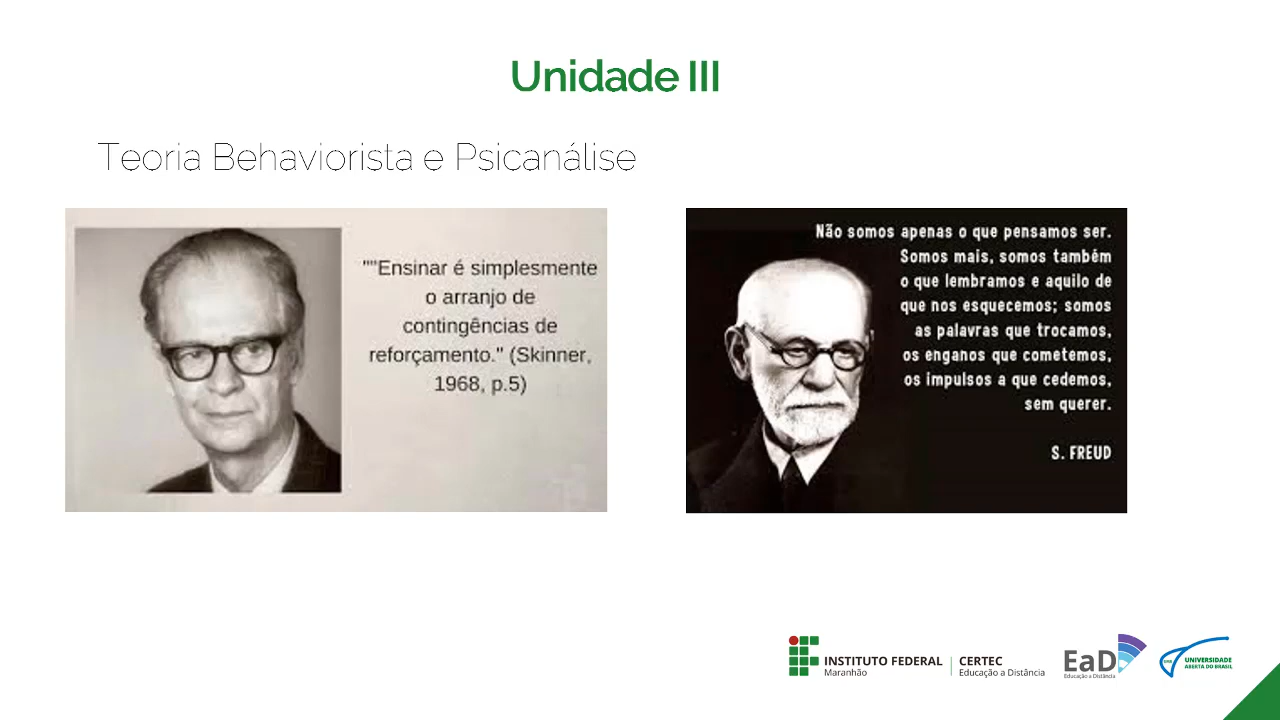 Unidade III
Teoria Behaviorista e Psicanálise
""Ensinar é simplesmente
o arranjo de
contingências de
reforçamento." (Skinner,
1968, p.5)
Não somos apenas o que pensamos ser.
Somos mais, somos também
o que lembramos e aquilo de
que nos esquecemos; somos
as palavras que trocamos,
os enganos que cometemos,
os impulsos a que cedemos,
sem querer.
S. FREUD
INSTITUTO FEDERAL
Maranhão
CERTEC
Educação a Distância
EaD
Educação a Distância
UAB
UNIVERSIDADE
ABERTA DO BRASIL